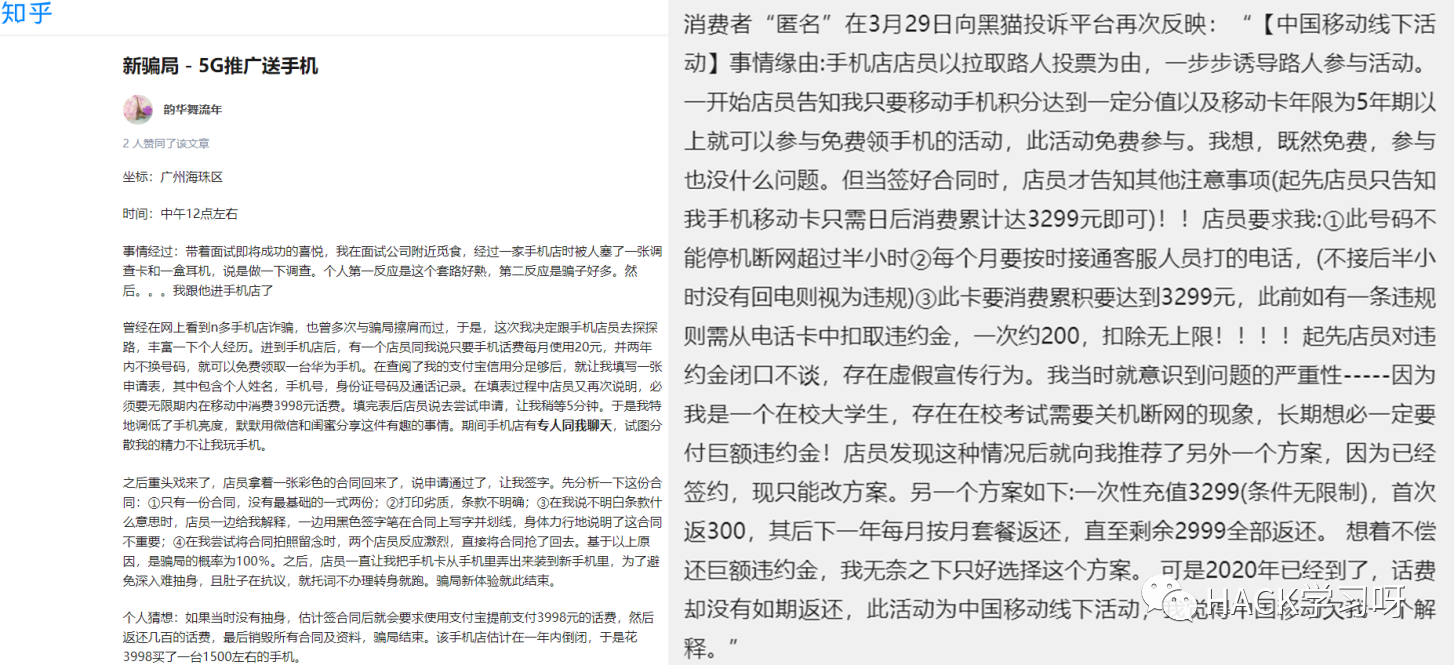 知乎
新骗局 - 5G推广送手机
韵华舞流年
2 人赞同了该文章
坐标：广州海珠区
时间：中午12点左右
事情经过：带着面试即将成功的喜悦，我在面试公司附近觅食，经过一家手机店时被人塞了一张调
查卡和一盒耳机，说是做一下调查。个人第一反应是这个套路好熟，第二反应是骗子好多。然
后。。。我跟他进手机店了
曾经在网上看到n多手机店诈骗，也曾多次与骗局擦肩而过，于是，这次我决定跟手机店员去探探
路，丰富一下个人经历。进到手机店后，有一个店员同我说只要手机话费每月使用20元，并两年
内不换号码，就可以免费领取一台华为手机。在查阅了我的支付宝信用分足够后，就让我填写一张
申请表，其中包含个人姓名，手机号，身份证号码及通话记录。在填表过程中店员又再次说明，必
须要无限期内在移动中消费3998元话费。填完表后店员说去尝试申请，让我稍等5分钟。于是我特
地调低了手机亮度，默默用微信和闺蜜分享这件有趣的事情。期间手机店有专人同我聊天，试图分
散我的精力不让我玩手机。
之后重头戏来了，店员拿着一张彩色的合同回来了，说申请通过了，让我签字。先分析一下这份合
同：①只有一份合同，没有最基础的一式两份；②打印劣质，条款不明确；③在我说不明白条款什
么意思时，店员一边给我解释，一边用黑色签字笔在合同上写字并划线，身体力行地说明了这合同
不重要；④在我尝试将合同拍照留念时，两个店员反应激烈，直接将合同抢了回去。基于以上原
因，是骗局的概率为100%。之后，店员一直让我把手机卡从手机里弄出来装到新手机里，为了避
免深入难抽身，且肚子在抗议，就托词不办理转身就跑。骗局新体验就此结束。
个人猜想：如果当时没有抽身，估计签合同后就会要求使用支付宝提前支付3998元的话费，然后
返还几百的话费，最后销毁所有合同及资料，骗局结束。该手机店估计在一年内倒闭，于是花
3998买了一台1500左右的手机。
消费者“匿名”在3月29日向黑猫投诉平台再次反映：“【中国移动线下活
动】事情缘由:手机店店员以拉取路人投票为由，一步步诱导路人参与活动。
一开始店员告知我只要移动手机积分达到一定分值以及移动卡年限为5年期以
上就可以参与免费领手机的活动，此活动免费参与。我想，既然免费，参与
也没什么问题。但当签好合同时，店员才告知其他注意事项(起先店员只告知
我手机移动卡只需日后消费累计达3299元即可)！！店员要求我:①此号码不
能停机断网超过半小时②每个月要按时接通客服人员打的电话，(不接后半小
时没有回电则视为违规)③此卡要消费累积要达到3299元，此前如有一条违规
则需从电话卡中扣取违约金，一次约200，扣除无上限！！！！起先店员对违
约金闭口不谈，存在虚假宣传行为。我当时就意识到问题的严重性-----因为
我是一个在校大学生，存在在校考试需要关机断网的现象，长期想必一定要
付巨额违约金！店员发现这种情况后就向我推荐了另外一个方案，因为已经
签约，现只能改方案。另一个方案如下:一次性充值3299(条件无限制)，首次
返300，其后下一年每月按月套餐返还，直至剩余2999全部返还。 想着不偿
还巨额违约金，我无奈之下只好选择这个方案。 可是2020年已经到了，话费
却没有如期返还，此活动为中国移动线下活动，我觉得中国移动欠我一个解
释。”
HACK学习呀